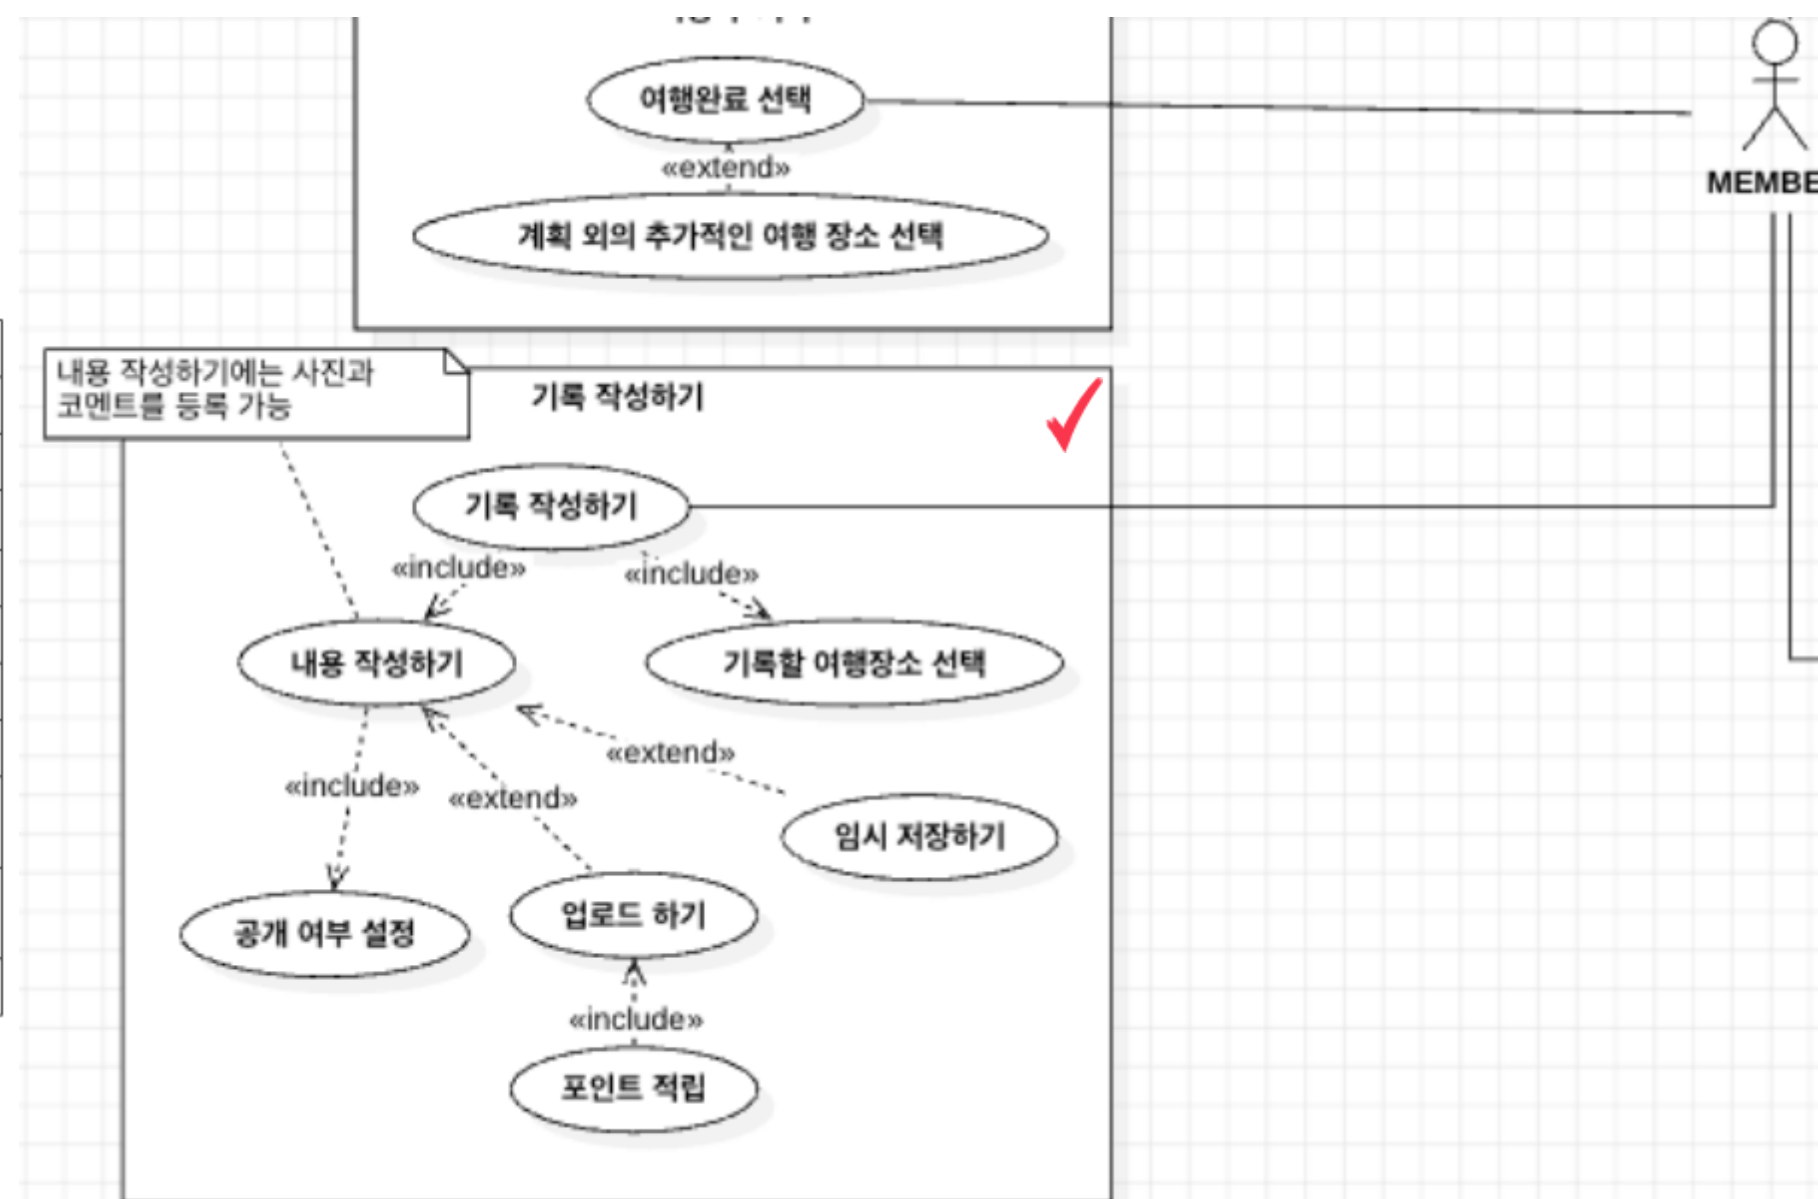 여행완료 선택
«extend»
계획 외의 추가적인 여행 장소 선택
MEMBE
내용 작성하기에는 사진과
코멘트를 등록 가능
기록 작성하기
기록 작성하기
«include»
«include»
내용 작성하기
기록할 여행장소 선택
«extend»
«include»
«extend»
임시 저장하기
공개 여부 설정
업로드 하기
«include»
포인트 적립